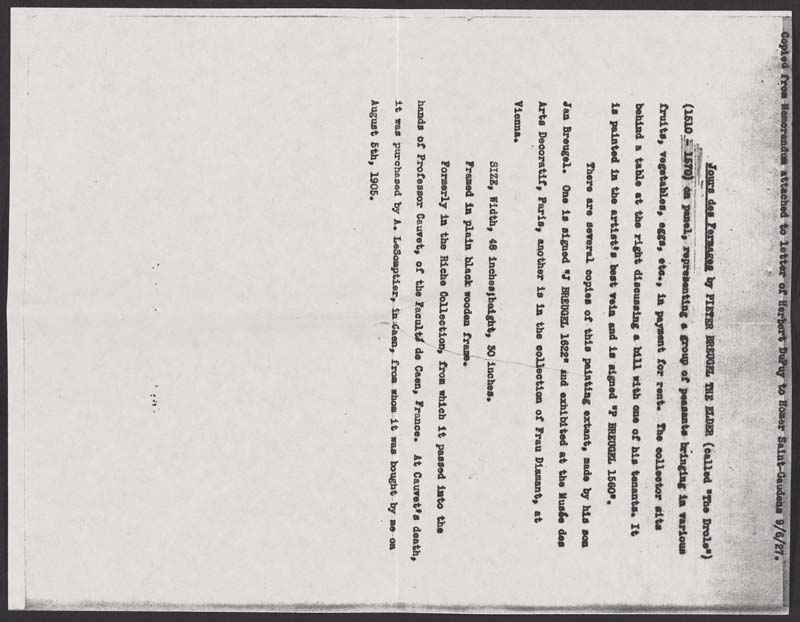 Copied from Memorandum attached to letter of Herbert DuPuy to Homer Saint-Gaudens 9/6/27.
Jours des Fermages by PIETER BREUGEL THE ELDER (called "The Drole")
(1510 - 1570) on panel, representing a group of peasants bringing in various
fruits, vegetables, eggs, etc., in payment for rent. The collector sits
behind a table at the right discussing a bill with one of his tenants. It
is painted in the artist's best vein and is signed "P BREUGEL 1560".
There are several copies of this painting extant, made by his son
Jan Breugel. One is signed "J BREUGEL 1622" and exhibited at the Musée des
Arts Decoratif, Paris, another is in the collection of Frau Diamant, at
Vienna.
SIZE, Width, 48 inches;height, 30 inches.
Framed in plain black wooden frame.
Formerly in the Riche Collection, from which it passed into the
hands of Professor Cauvet, of the Faculté de Caen, France. At Cauvet's death,
it was purchased by A. LeSomptier, in Caen, from whom it was bought by me on
August 5th, 1905.